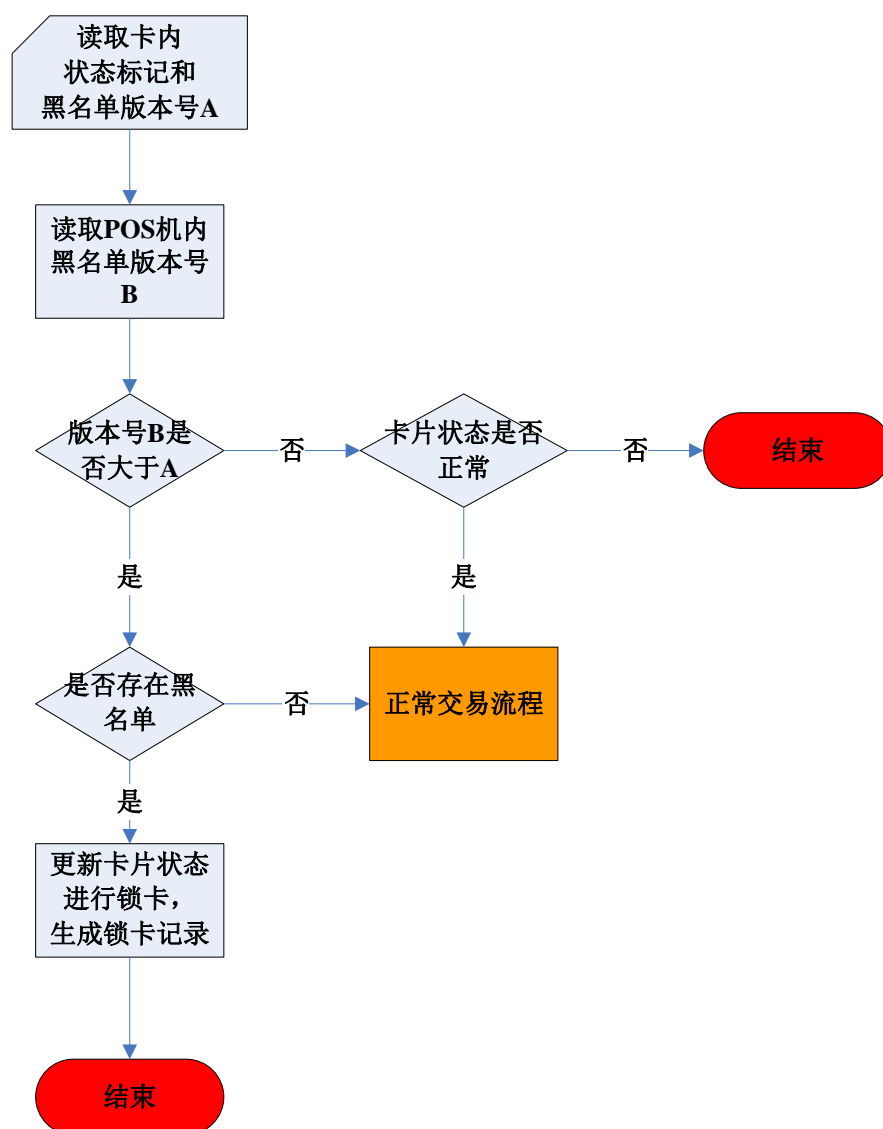 读取卡内
状态标记和
黑名单版本号A
读取POS机内
黑名单版本号
B
版本号B是
否大于A
否
卡片状态是否
正常
否
结束
是
是
是否存在黑
名单
否
正常交易流程
是
更新卡片状态
进行锁卡，
生成锁卡记录
结束